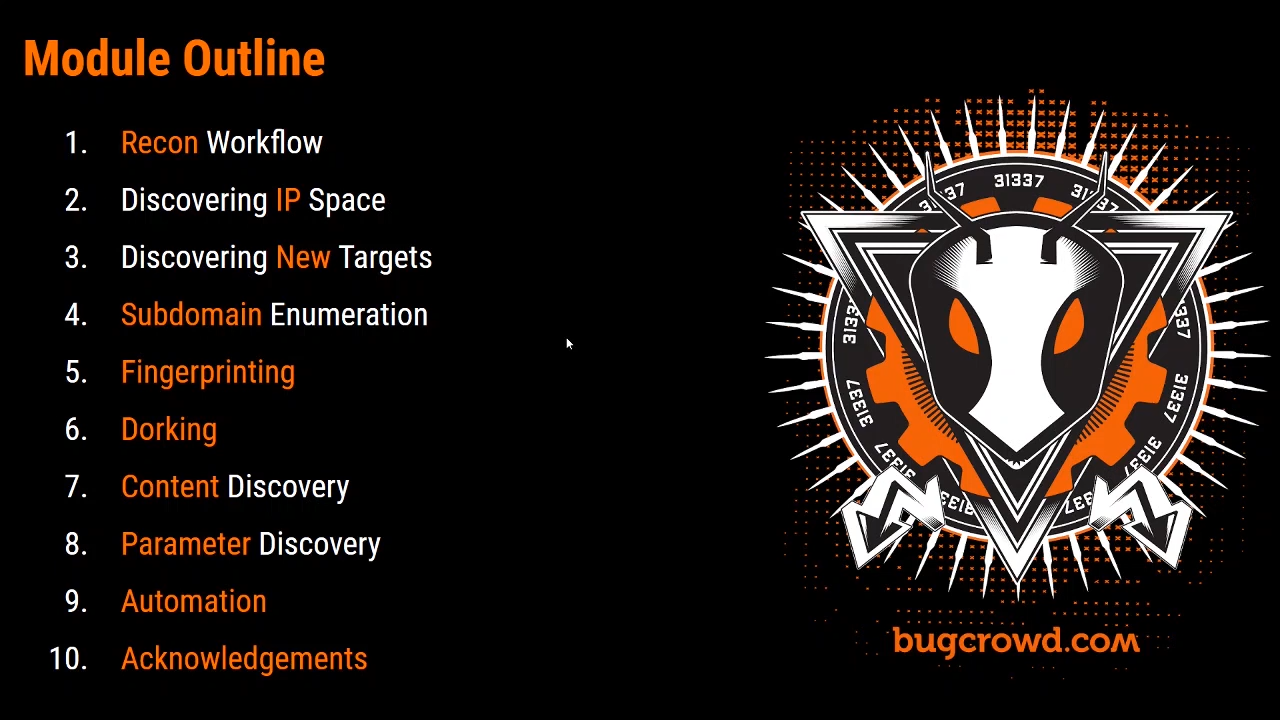 Module Outline
1. Recon Workflow
2. Discovering IP Space
3. Discovering New Targets
4. Subdomain Enumeration
5. Fingerprinting
6. Dorking
7. Content Discovery
8. Parameter Discovery
9. Automation
10. Acknowledgements
31337
bugcrowd.com